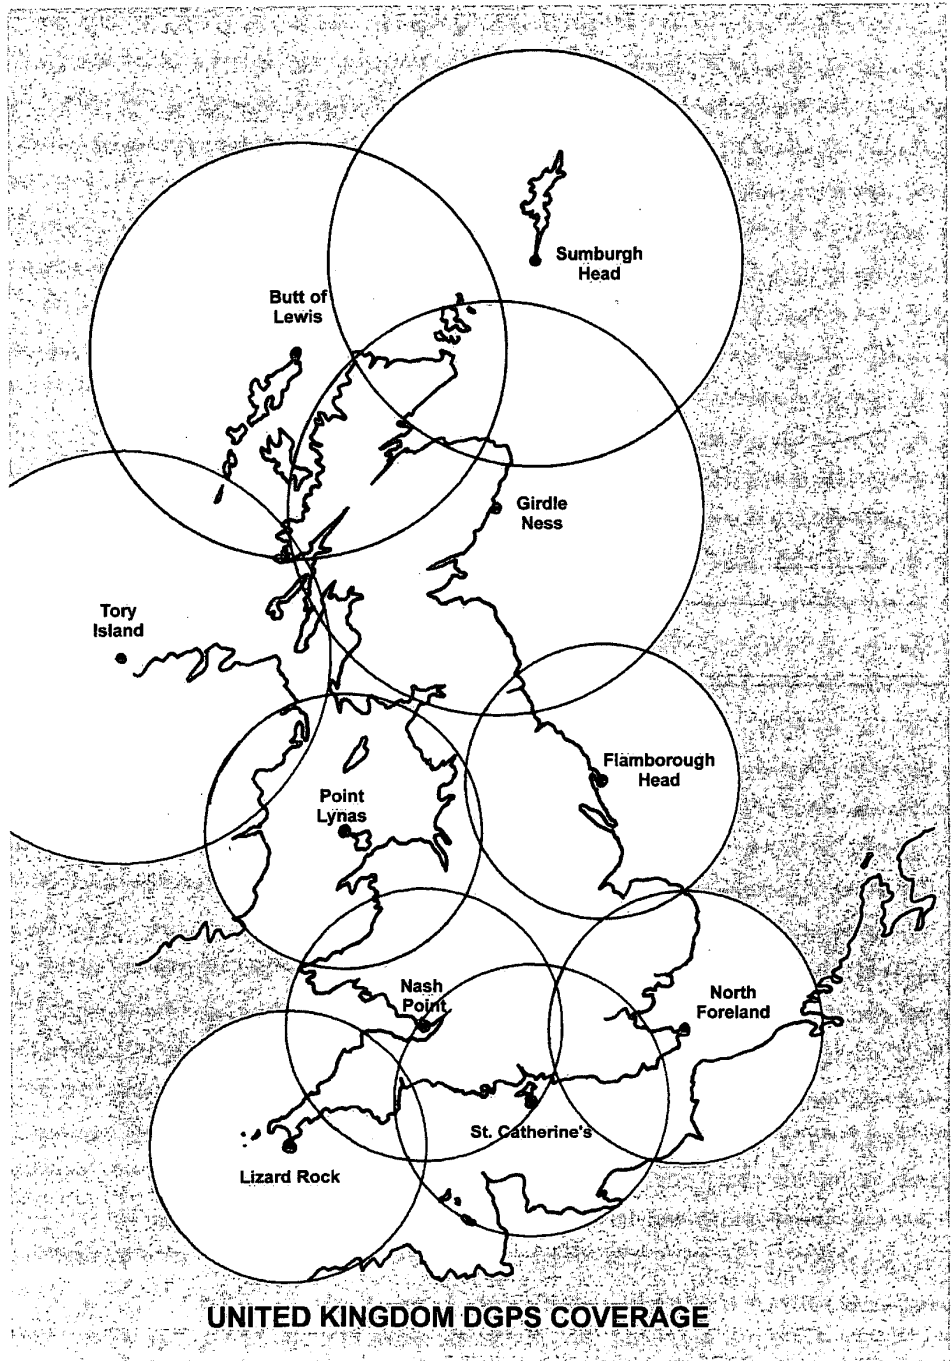 Sumburgh
Head
Butt of
Lewis
Girdle
Ness
Tory
Island
Flamborough
Head
Point
Lynas
Nash
Point
North
Foreland
St. Catherine's
Lizard Rock
UNITED KINGDOM DGPS COVERAGE